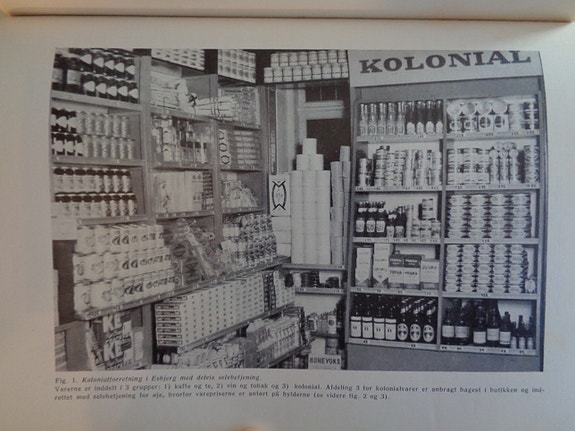 KOLONIAL
BONEVOKS
Fig. 1. Kolonialforretning i Esbjerg med delvis selvbetjening.
Varerne er inddelt i 3 grupper: 1) kaffe og te, 2) vin og tobak og 3) kolonial. Afdeling 3 for kolonialvarer er anbragt bagest i butikken og ind-
rettet med selvbetjening for øje, hvorfor varepriserne er anført på hylderne (se videre fig. 2 og 3).